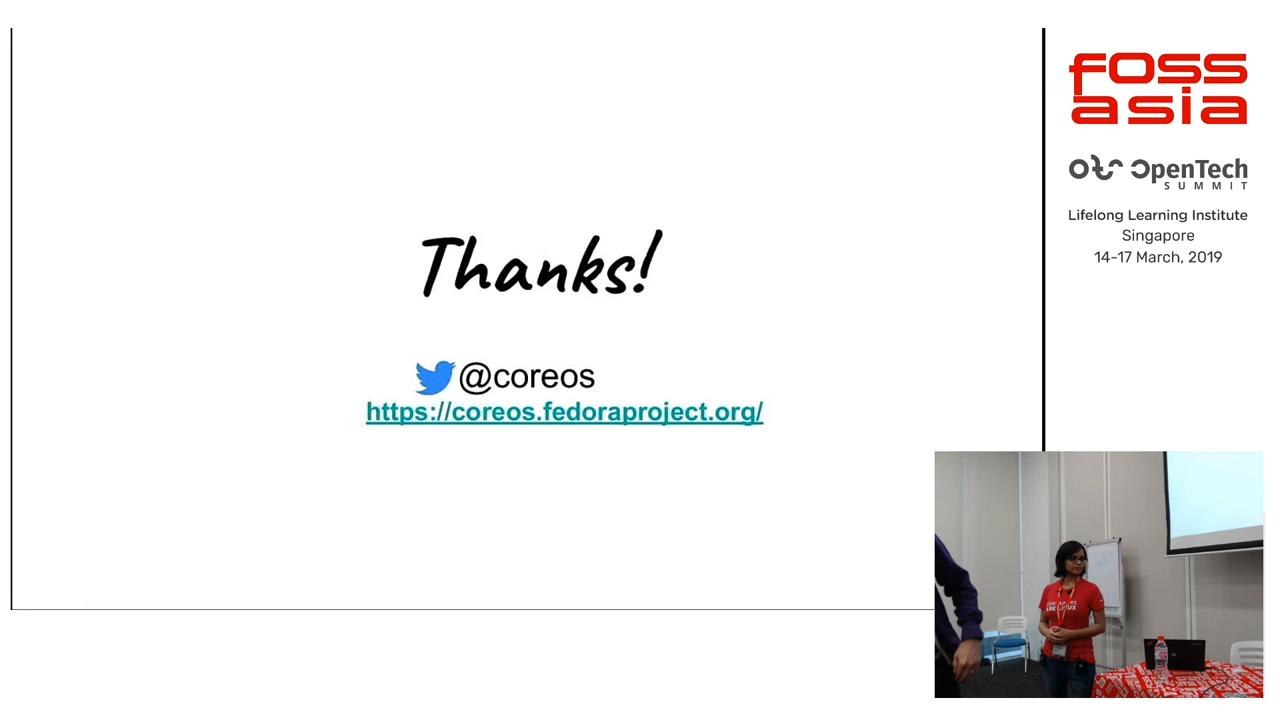 Thanks!
@coreos
https://coreos.fedoraproject.org/
fOSS
asia
OpenTech
SUMMIT
Lifelong Learning Institute
Singapore
14-17 March, 2019